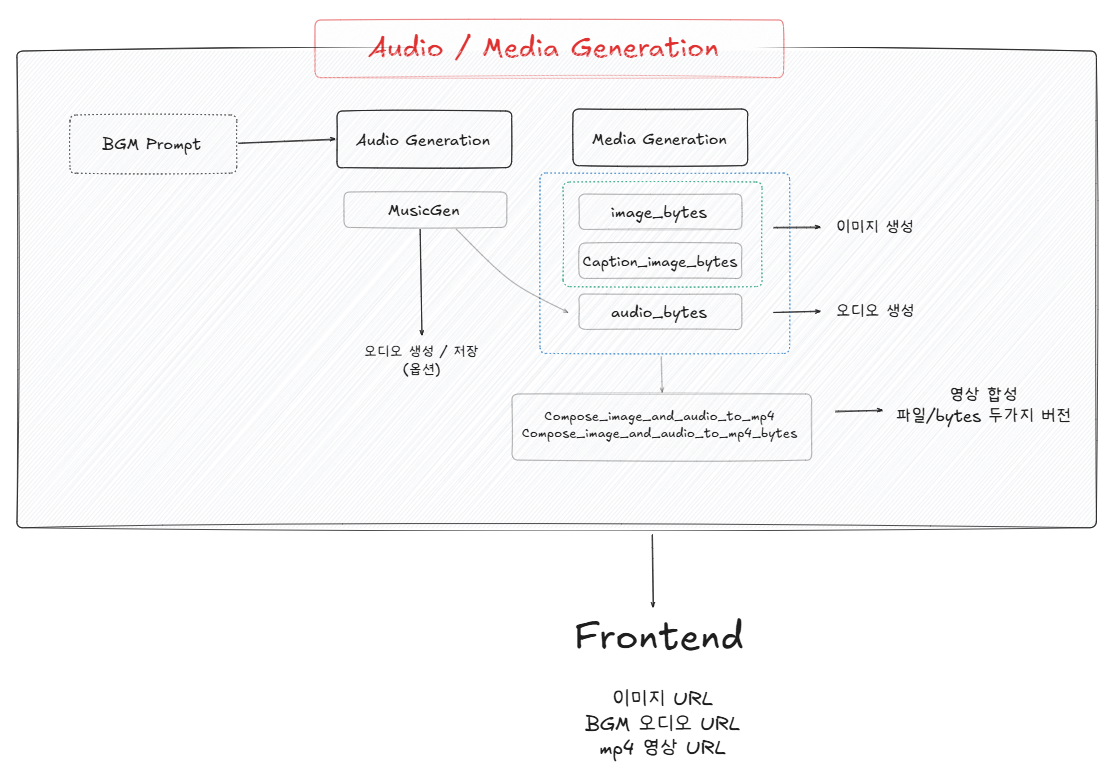 Audio / Media Generation
BGM Prompt
Audio Generation
Media Generation
MusicGen
image_bytes
이미지 생성
Caption_image_bytes
audio_bytes
오디오 생성
오디오 생성 / 저장
(옵션)
Compose_image_and_audio_to_mp4
Compose_image_and_audio_to_mp4_bytes
영상 합성
파일/bytes 두가지 버전
Frontend
이미지 URL
BGM 오디오 URL
mp4 영상 URL